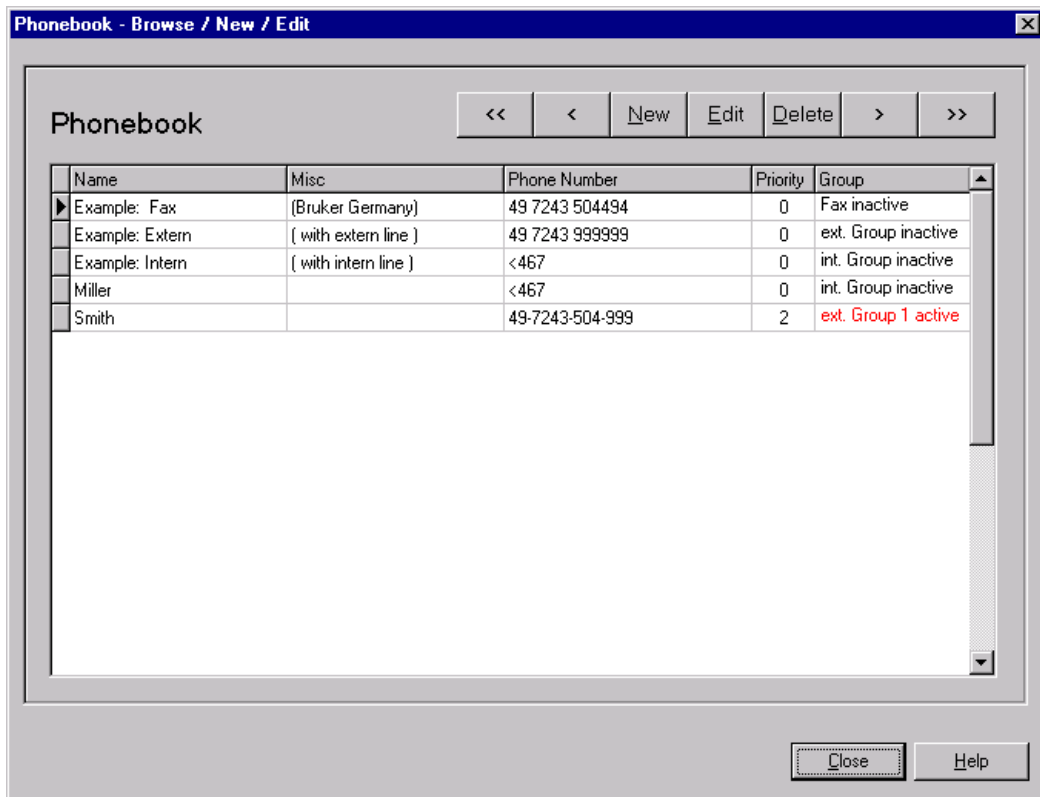 Phonebook - Browse / New / Edit
Phonebook
<< < New Edit Delete > >>
Name Misc Phone Number Priority Group
Example:  Fax (Bruker Germany) 49 7243 504494 0 Fax inactive
Example: Extern ( with extern line ) 49 7243 999999 0 ext. Group inactive
Example: Intern ( with intern line ) <467 0 int. Group inactive
Miller <467 0 int. Group inactive
Smith 49-7243-504-999 2 ext. Group 1 active
Close Help